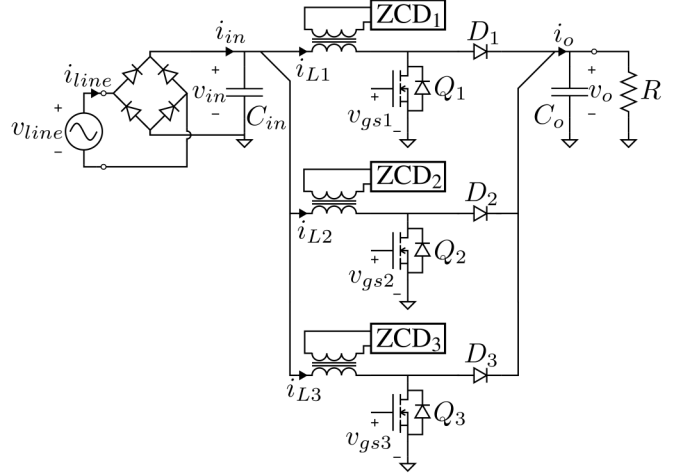 ZCD1
D1
iin
io
iline
iL1
+
vin
−
Cin
Q1
+
vgs1
−
+
vo
−
Co
R
+
vline
−
ZCD2
D2
iL2
Q2
+
vgs2
−
ZCD3
D3
iL3
Q3
+
vgs3
−